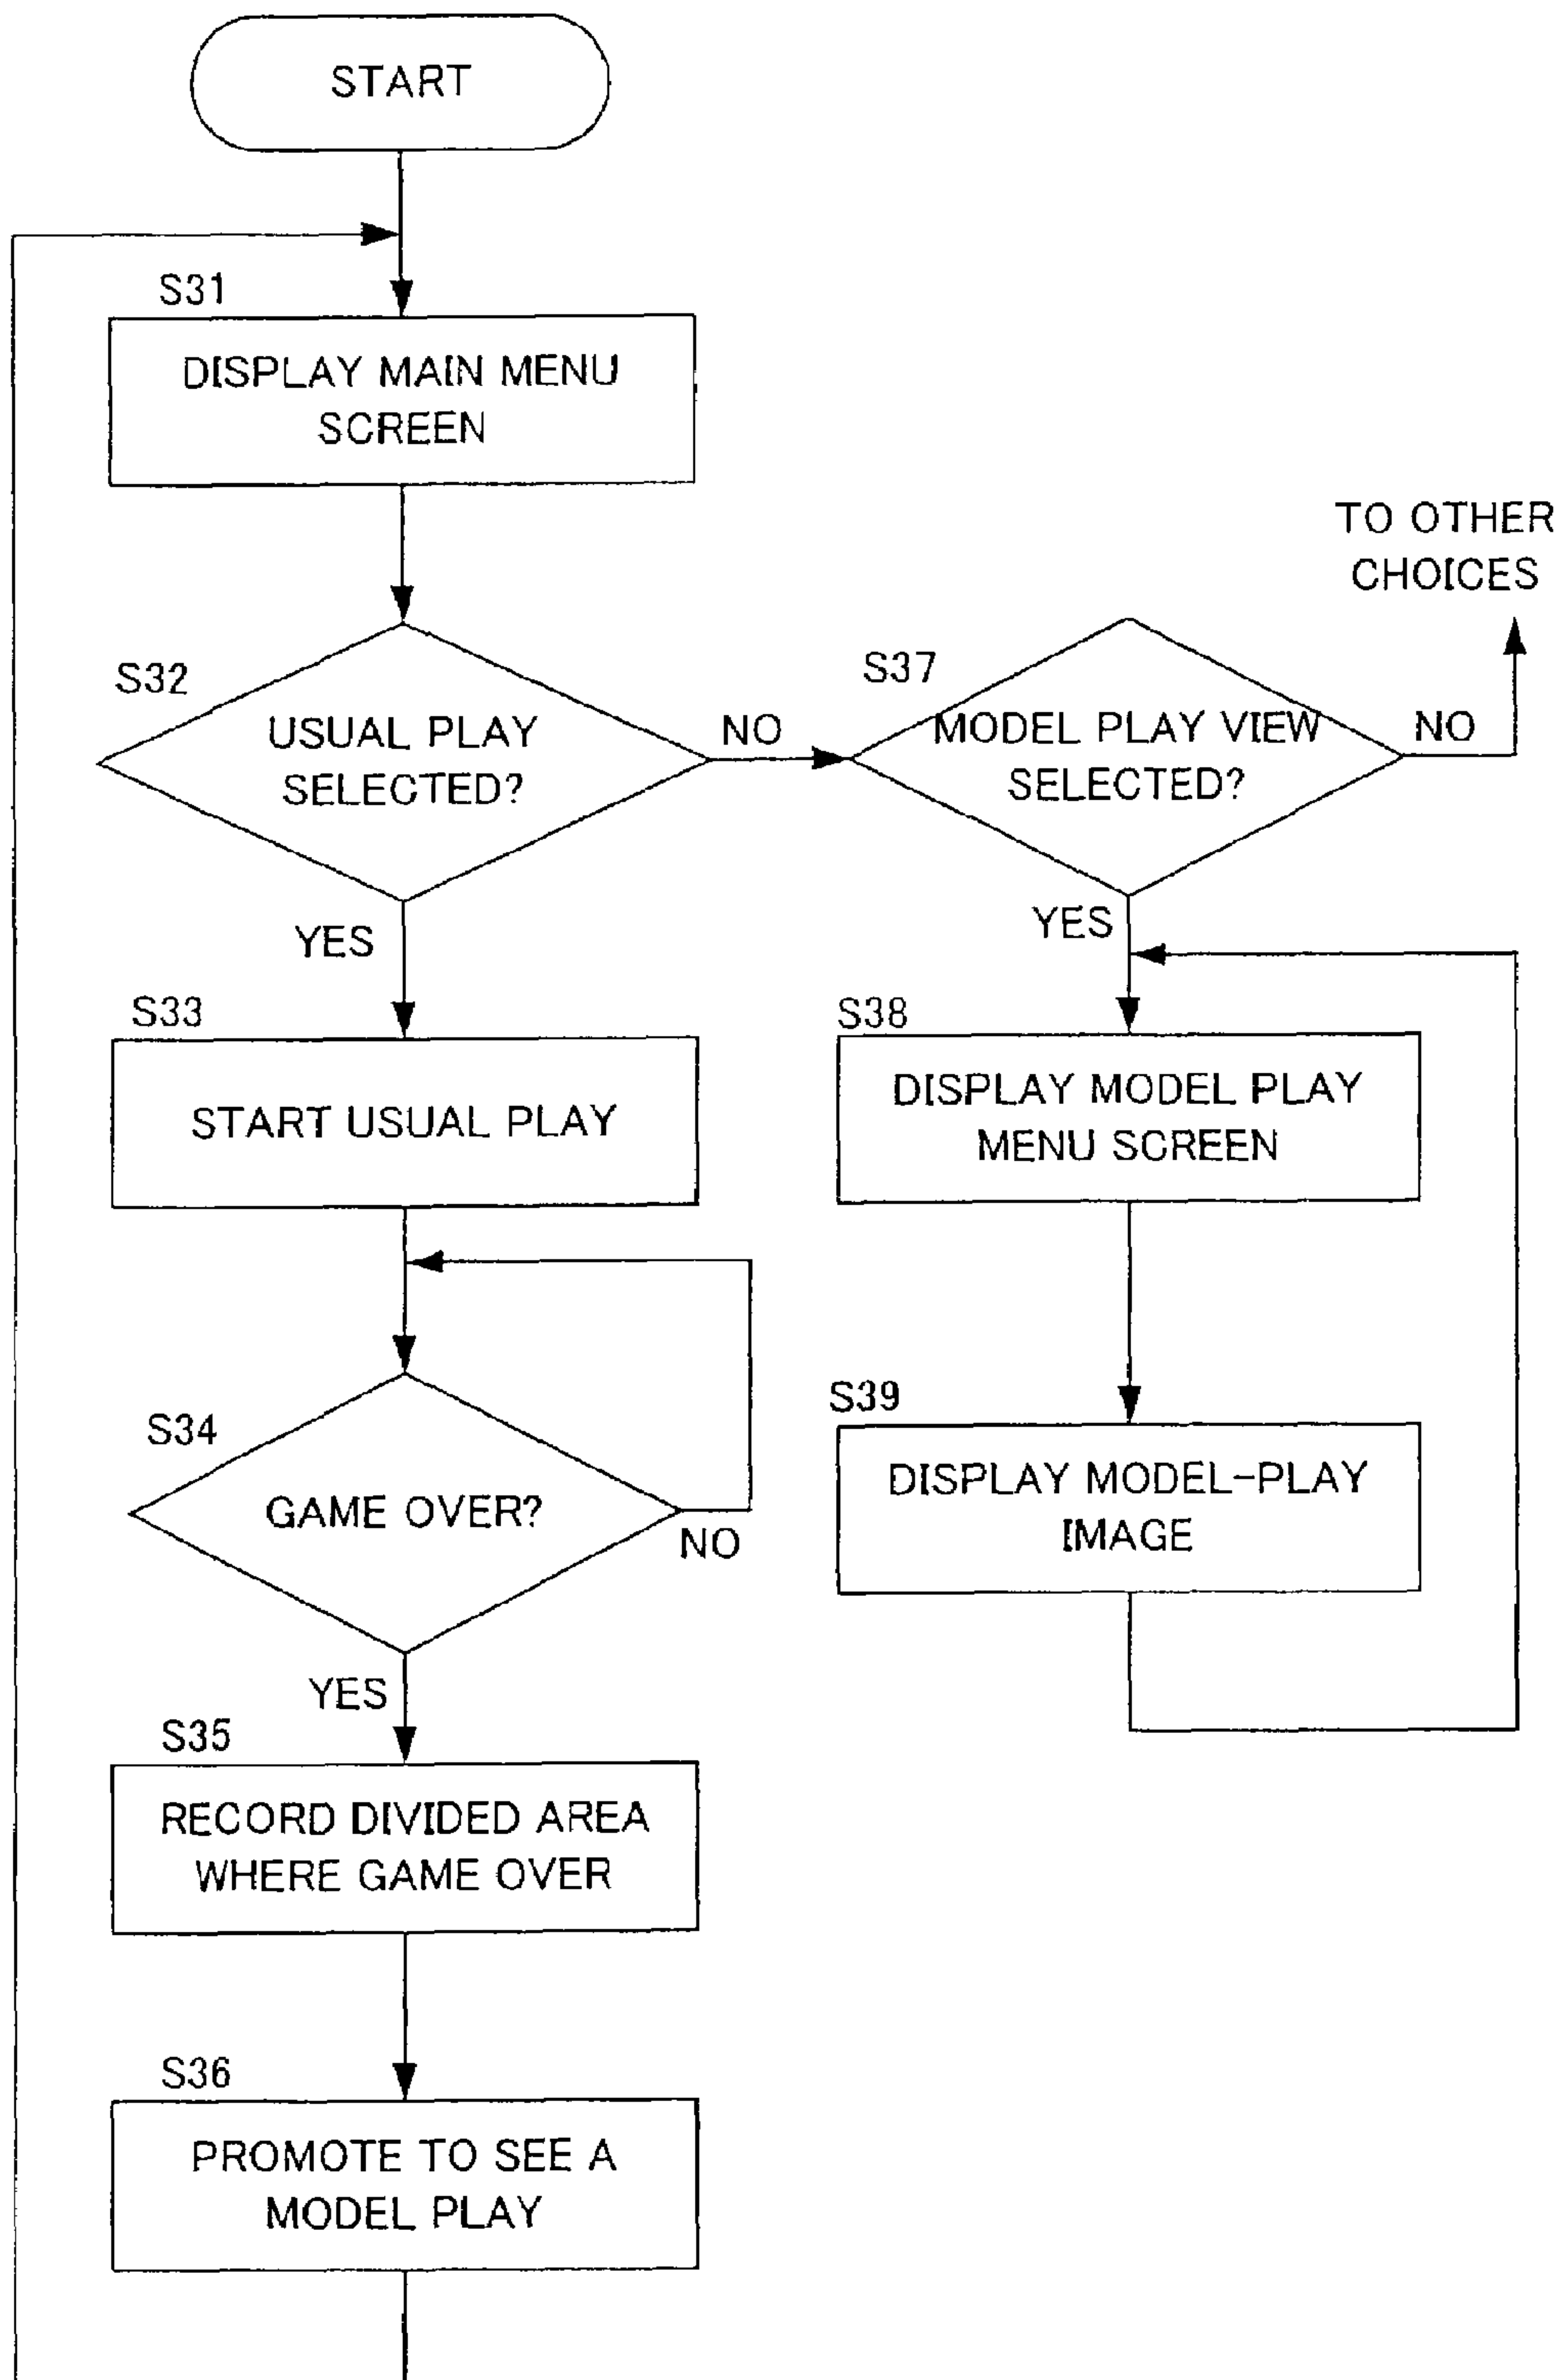 START
S31
DISPLAY MAIN MENU
SCREEN
TO OTHER
CHOICES
S32
USUAL PLAY
SELECTED?
NO
S37
MODEL PLAY VIEW
SELECTED?
NO
YES
YES
S33
START USUAL PLAY
S38
DISPLAY MODEL PLAY
MENU SCREEN
S34
GAME OVER?
NO
S39
DISPLAY MODEL-PLAY
IMAGE
YES
S35
RECORD DIVIDED AREA
WHERE GAME OVER
S36
PROMOTE TO SEE A
MODEL PLAY